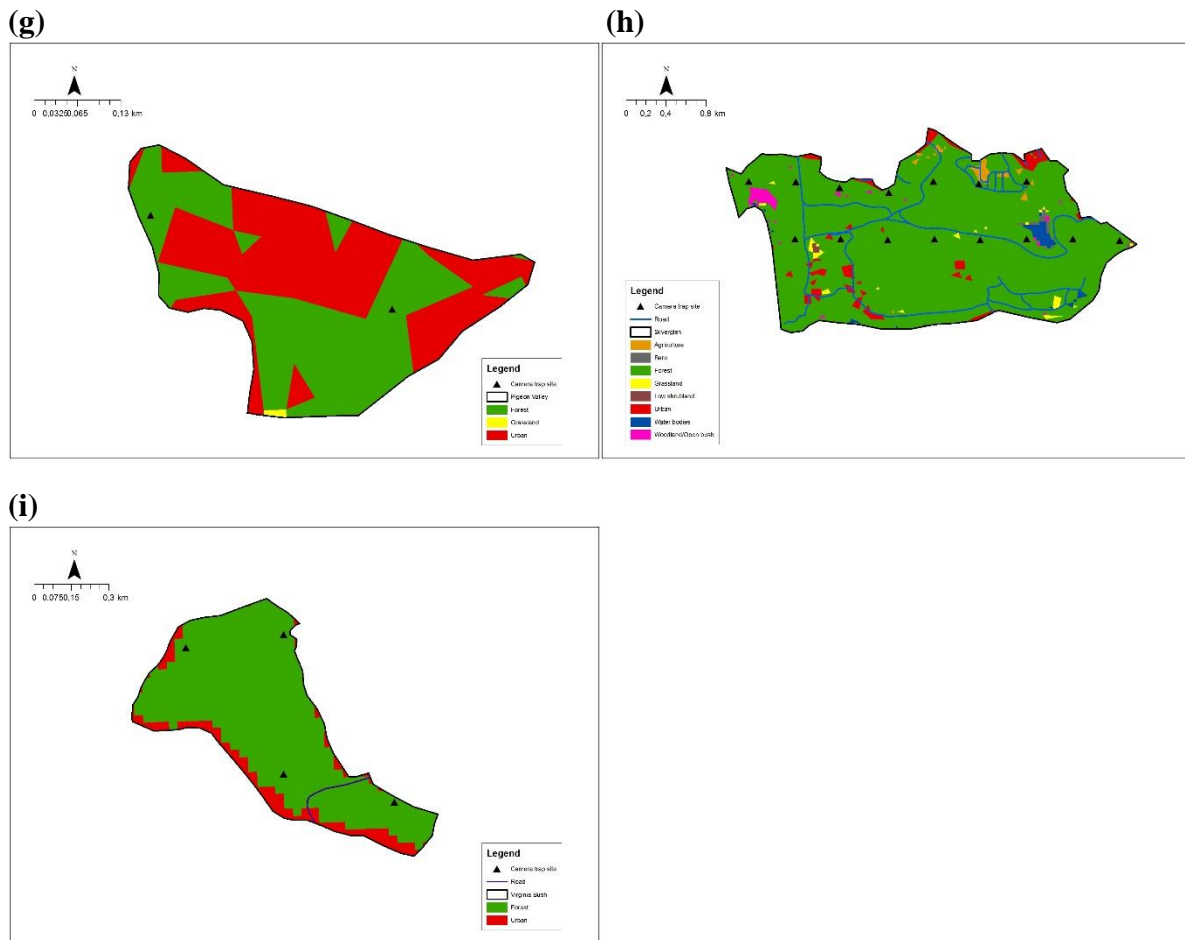 (g)
N
0 0,0325 0,065 0,13 km
Legend
Camera trap site
Pigeon Valley
Forest
Grassland
Urban
(h)
N
0 0,2 0,4 0,8 km
Legend
Camera trap site
Road
Silverglen
Agriculture
Bare
Forest
Grassland
Low shrubland
Urban
Water bodies
Woodland/Open bush
(i)
N
0 0,075 0,15 0,3 km
Legend
Camera trap site
Road
Virginia Bush
Forest
Urban